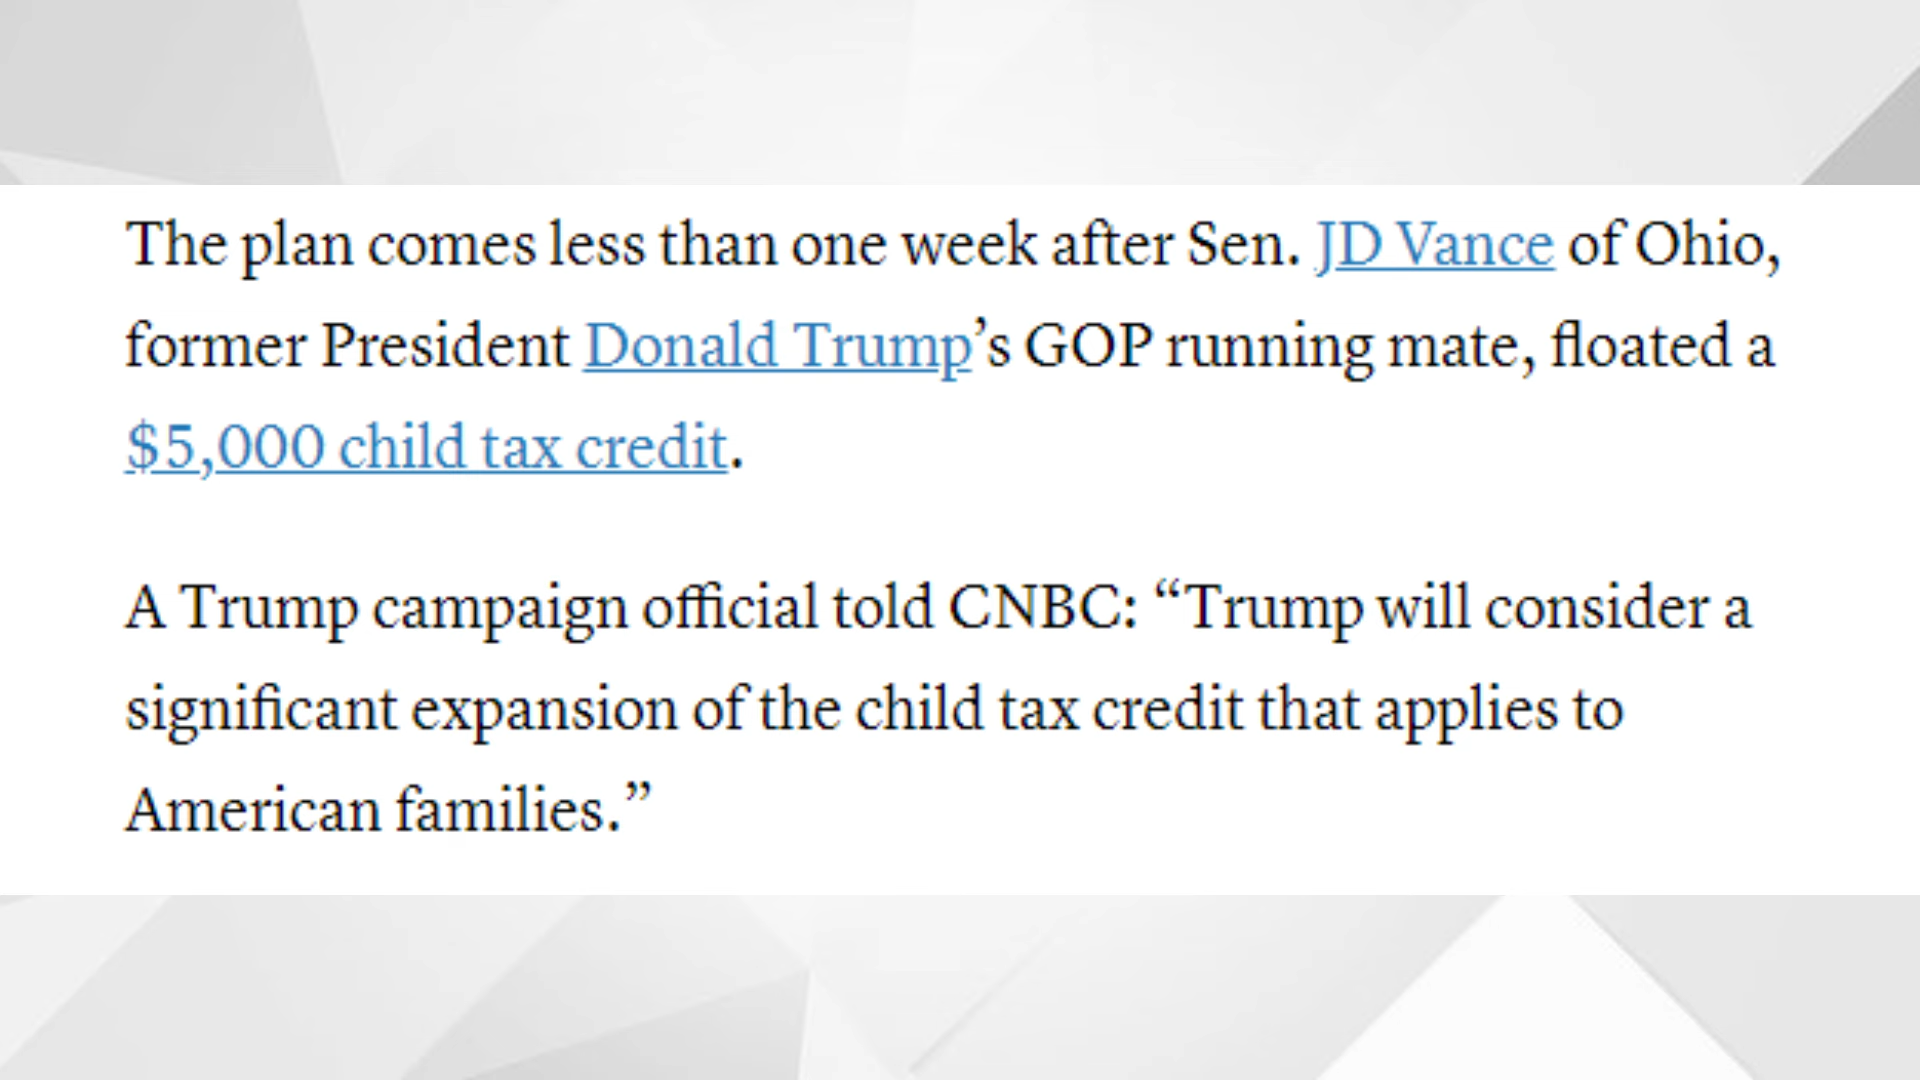 The plan comes less than one week after Sen. JD Vance of Ohio,
former President Donald Trump’s GOP running mate, floated a
$5,000 child tax credit.
A Trump campaign official told CNBC: “Trump will consider a
significant expansion of the child tax credit that applies to
American families.”